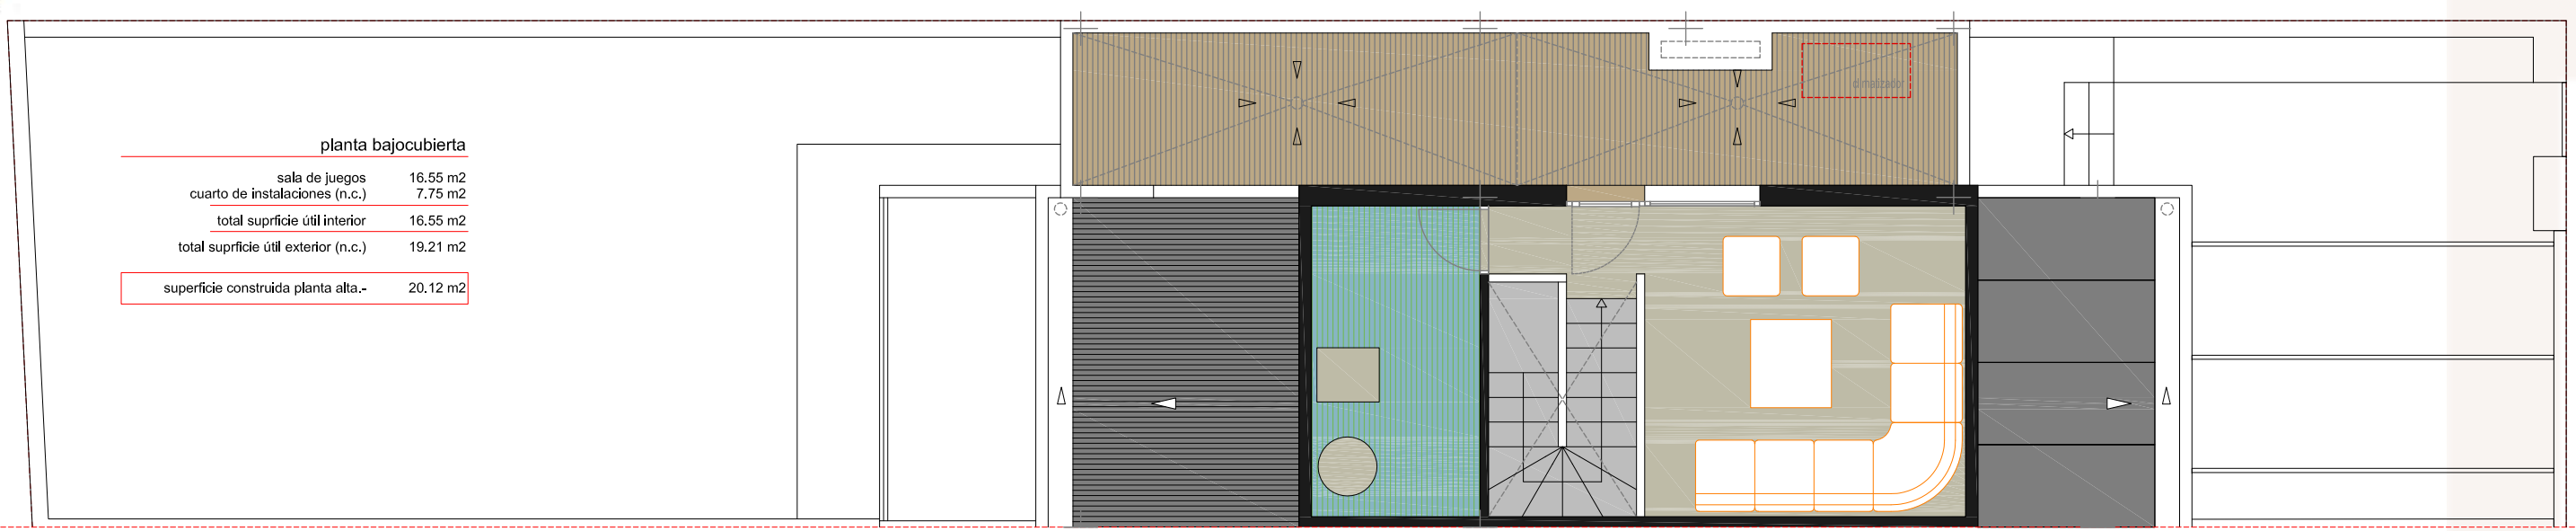 planta bajocubierta
sala de juegos 16.55 m2
cuarto de instalaciones (n.c.) 7.75 m2
total suprficie útil interior 16.55 m2
total suprficie útil exterior (n.c.) 19.21 m2
superficie construida planta alta.- 20.12 m2
climatizador